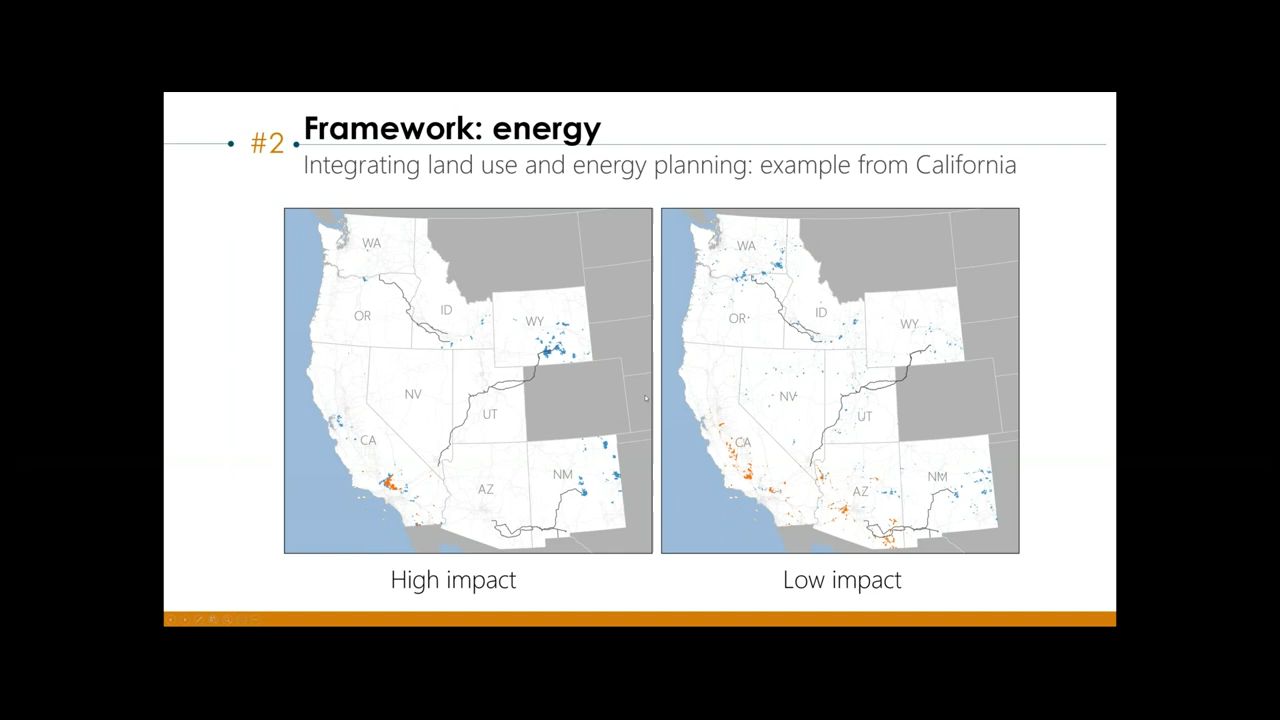 #2
Framework: energy
Integrating land use and energy planning: example from California
WA
OR
ID
WY
NV
UT
CA
AZ
NM
WA
OR
ID
WY
NV
UT
CA
AZ
NM
High impact
Low impact